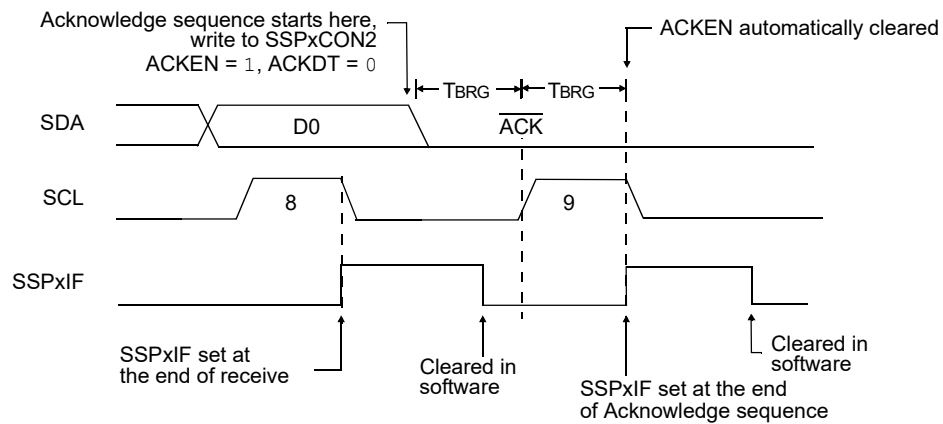 Acknowledge sequence starts here,
write to SSPxCON2
ACKEN = 1, ACKDT = 0
ACKEN automatically cleared
TBRG
TBRG
SDA
D0
ACK
SCL
8
9
SSPxIF
SSPxIF set at
the end of receive
Cleared in
software
SSPxIF set at the end
of Acknowledge sequence
Cleared in
software